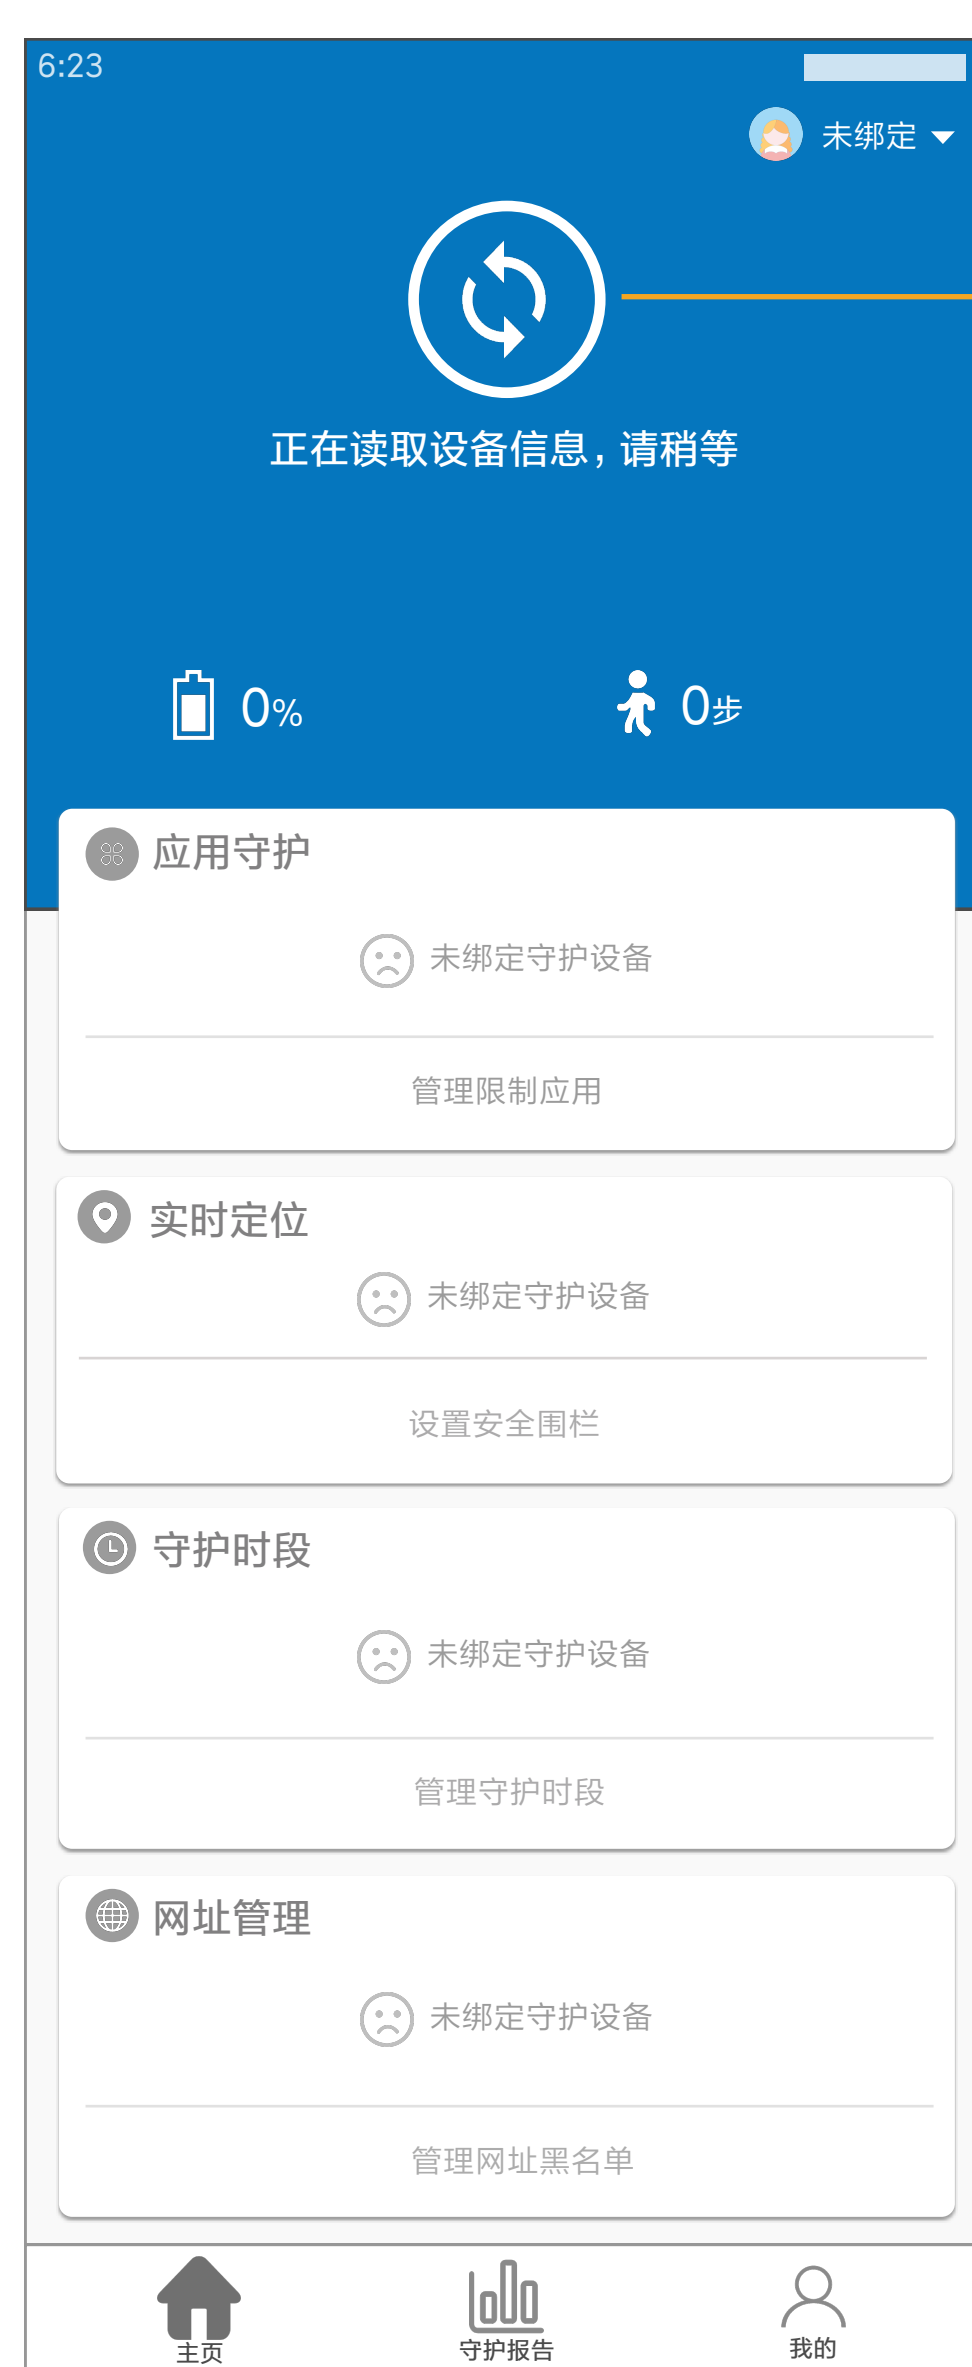 6:23
未绑定
正在读取设备信息，请稍等
0% 0步
应用守护
未绑定守护设备
管理限制应用
实时定位
未绑定守护设备
设置安全围栏
守护时段
未绑定守护设备
管理守护时段
网址管理
未绑定守护设备
管理网址黑名单
主页 守护报告 我的